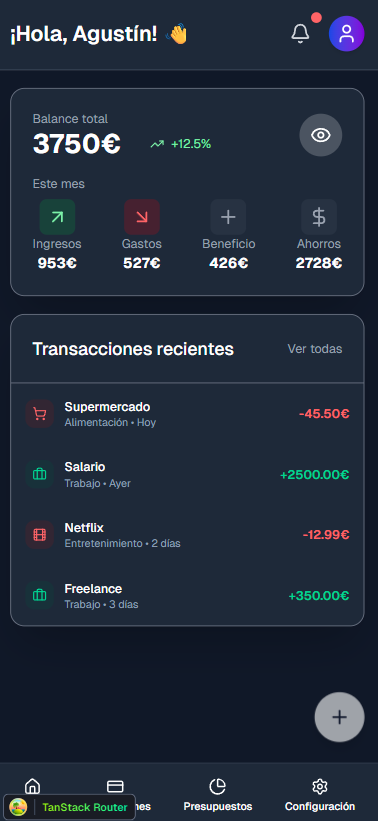 ¡Hola, Agustín! 👋
Balance total
3750€
+12.5%
Este mes
Ingresos Gastos Beneficio Ahorros
953€ 527€ 426€ 2728€
Transacciones recientes Ver todas
Supermercado
Alimentación • Hoy
-45.50€
Salario
Trabajo • Ayer
+2500.00€
Netflix
Entretenimiento • 2 días
-12.99€
Freelance
Trabajo • 3 días
+350.00€
TanStack Router
nes Presupuestos Configuración